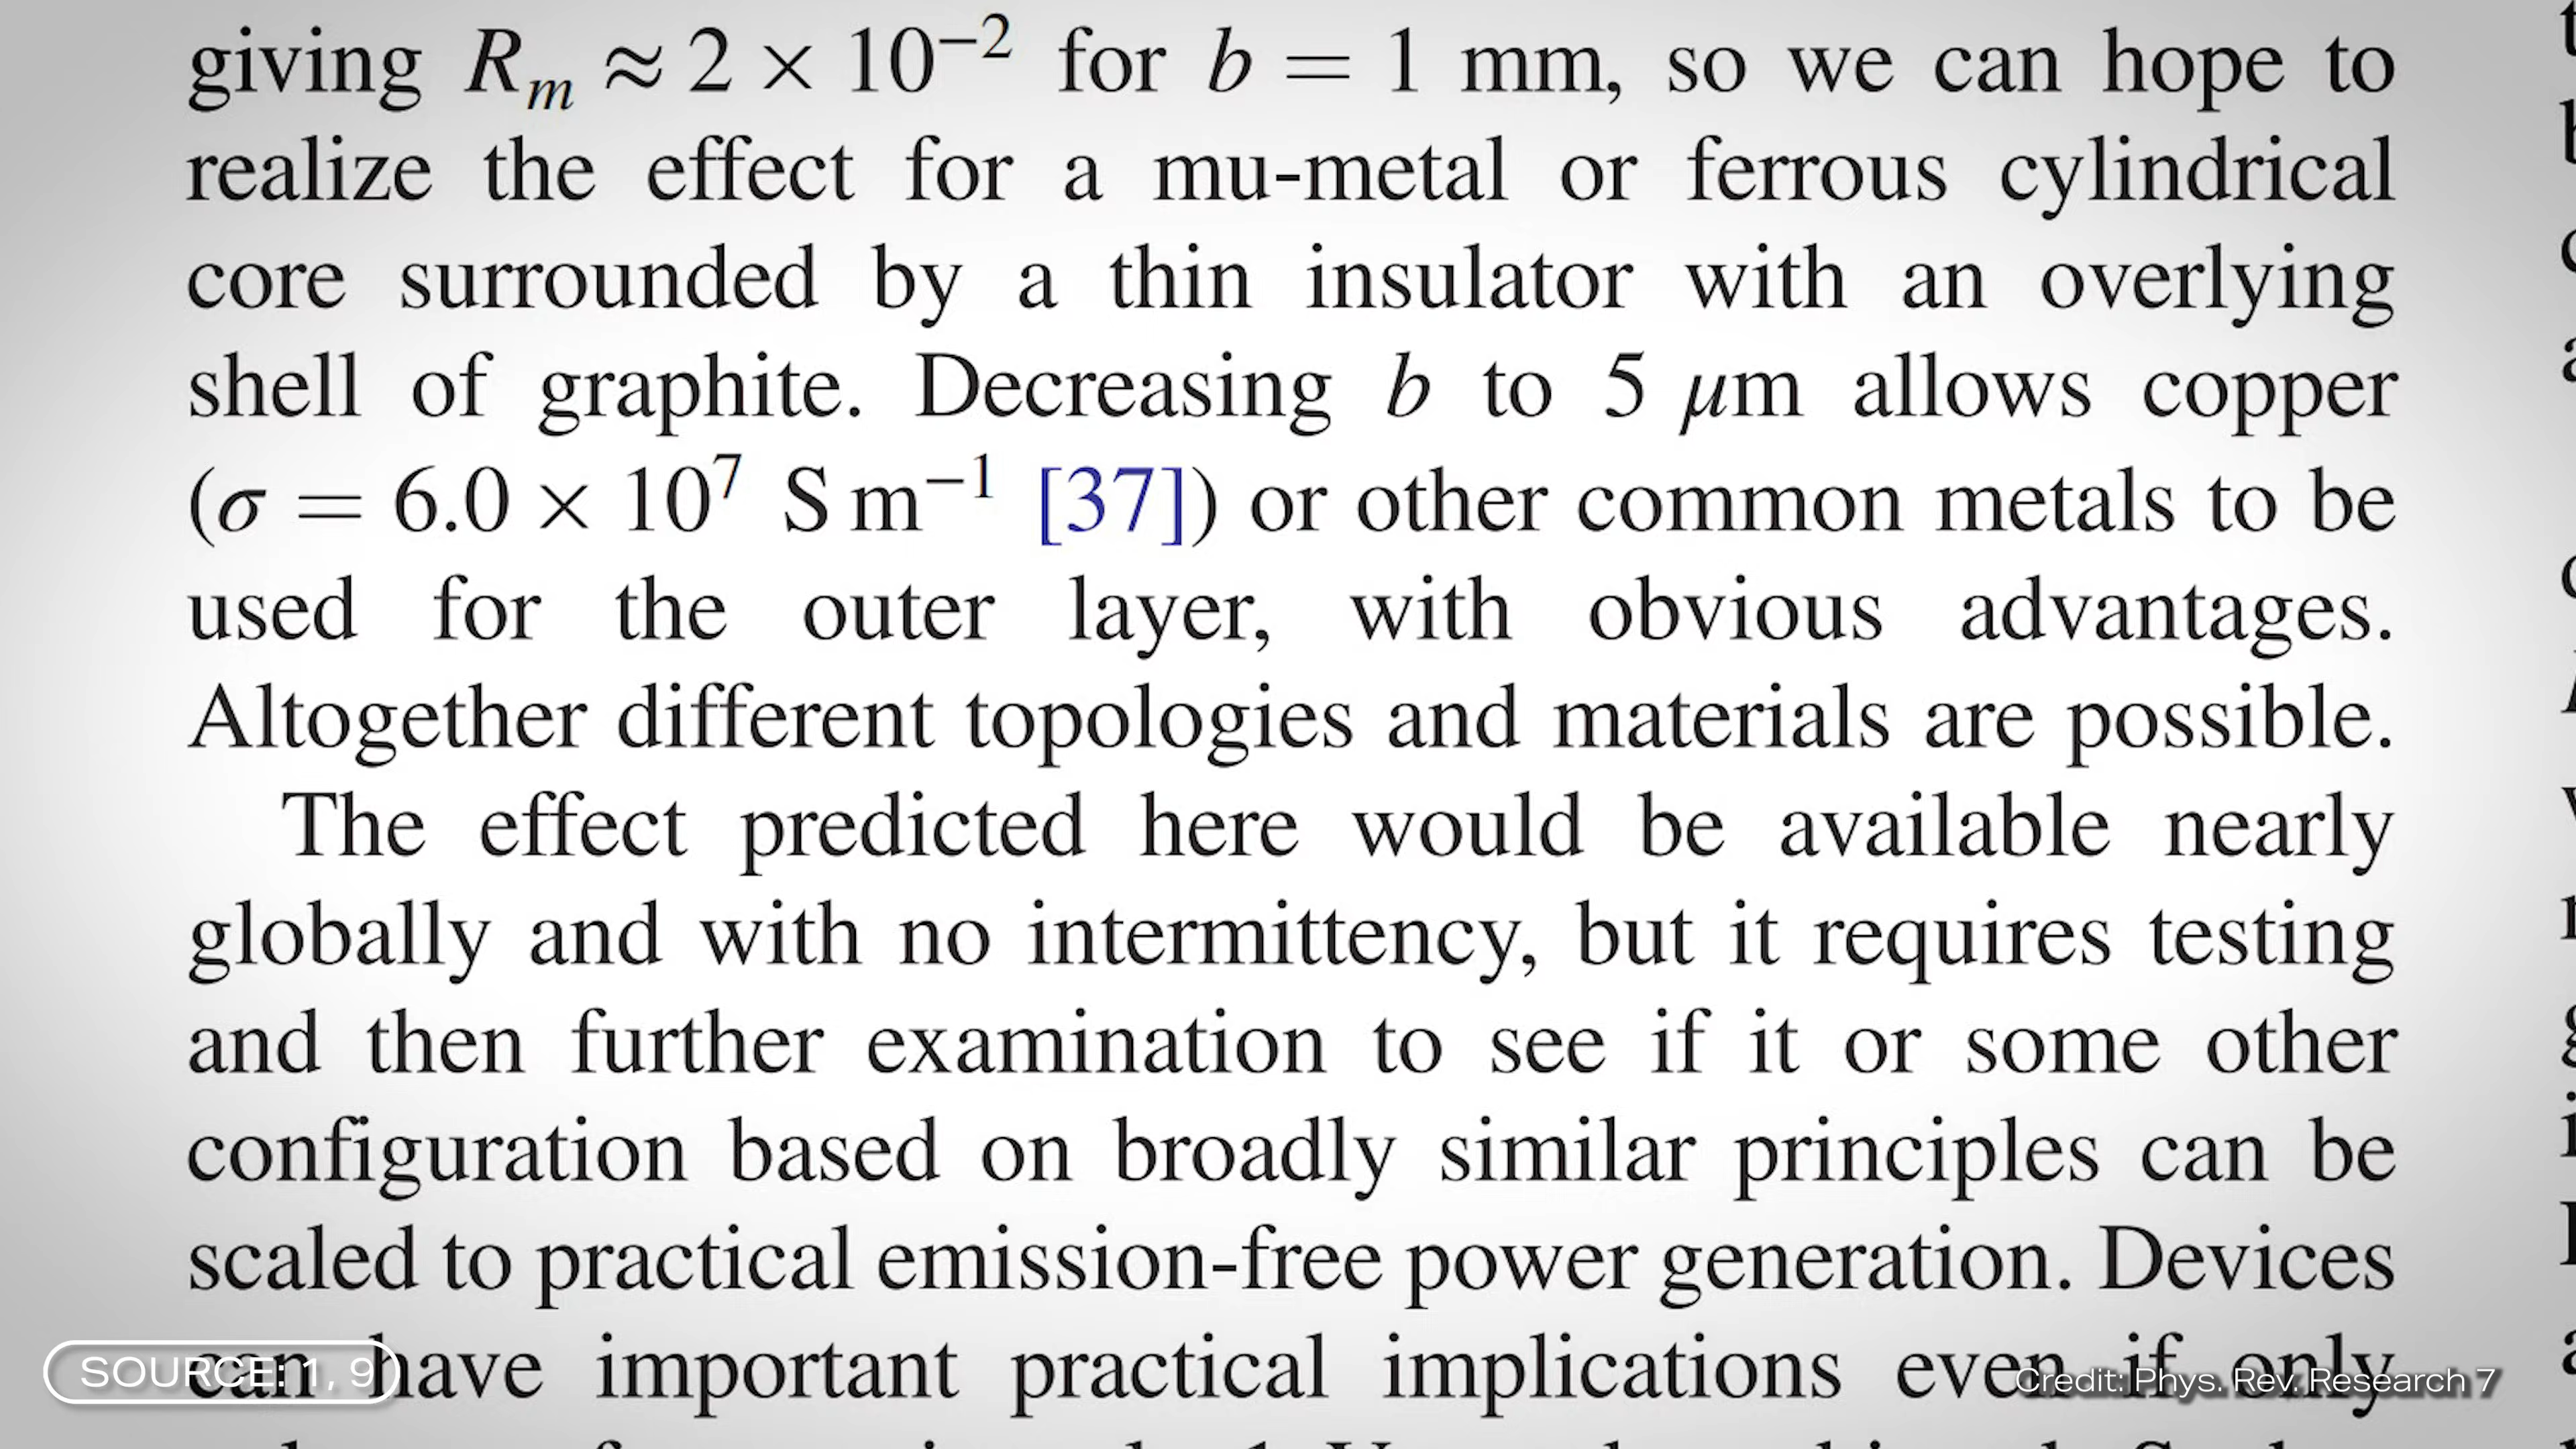 giving Rₘ ≈ 2 × 10⁻² for b = 1 mm, so we can hope to
realize the effect for a mu-metal or ferrous cylindrical
core surrounded by a thin insulator with an overlying
shell of graphite. Decreasing b to 5 μm allows copper
(σ = 6.0 × 10⁷ S m⁻¹ [37]) or other common metals to be
used for the outer layer, with obvious advantages.
Altogether different topologies and materials are possible.
The effect predicted here would be available nearly
globally and with no intermittency, but it requires testing
and then further examination to see if it or some other
configuration based on broadly similar principles can be
scaled to practical emission-free power generation. Devices
can have important practical implications even if only
SOURCE: 1, 9
Credit: Phys. Rev. Research 7